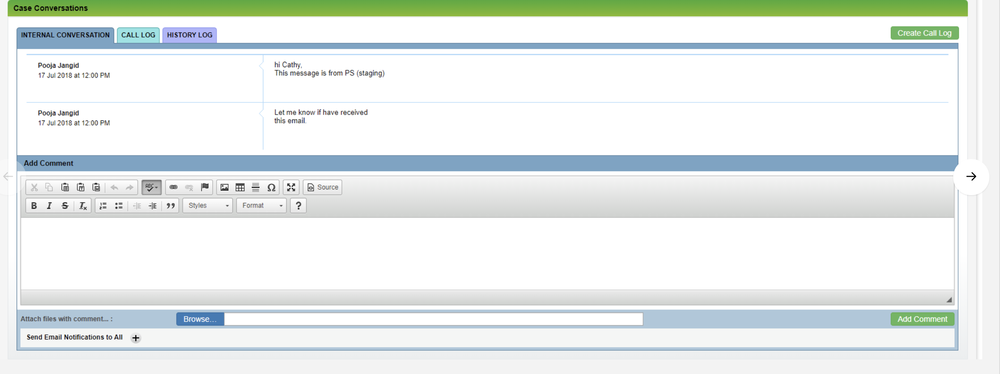 Case Conversations
INTERNAL CONVERSATION
CALL LOG
HISTORY LOG
Create Call Log
Pooja Jangid
17 Jul 2018 at 12:00 PM
hi Cathy,
This message is from PS (staging)
Pooja Jangid
17 Jul 2018 at 12:00 PM
Let me know if have received
this email.
Add Comment
ABC
Source
B I S Ix
Styles
Format
?
Attach files with comment... :
Browse...
Add Comment
Send Email Notifications to All